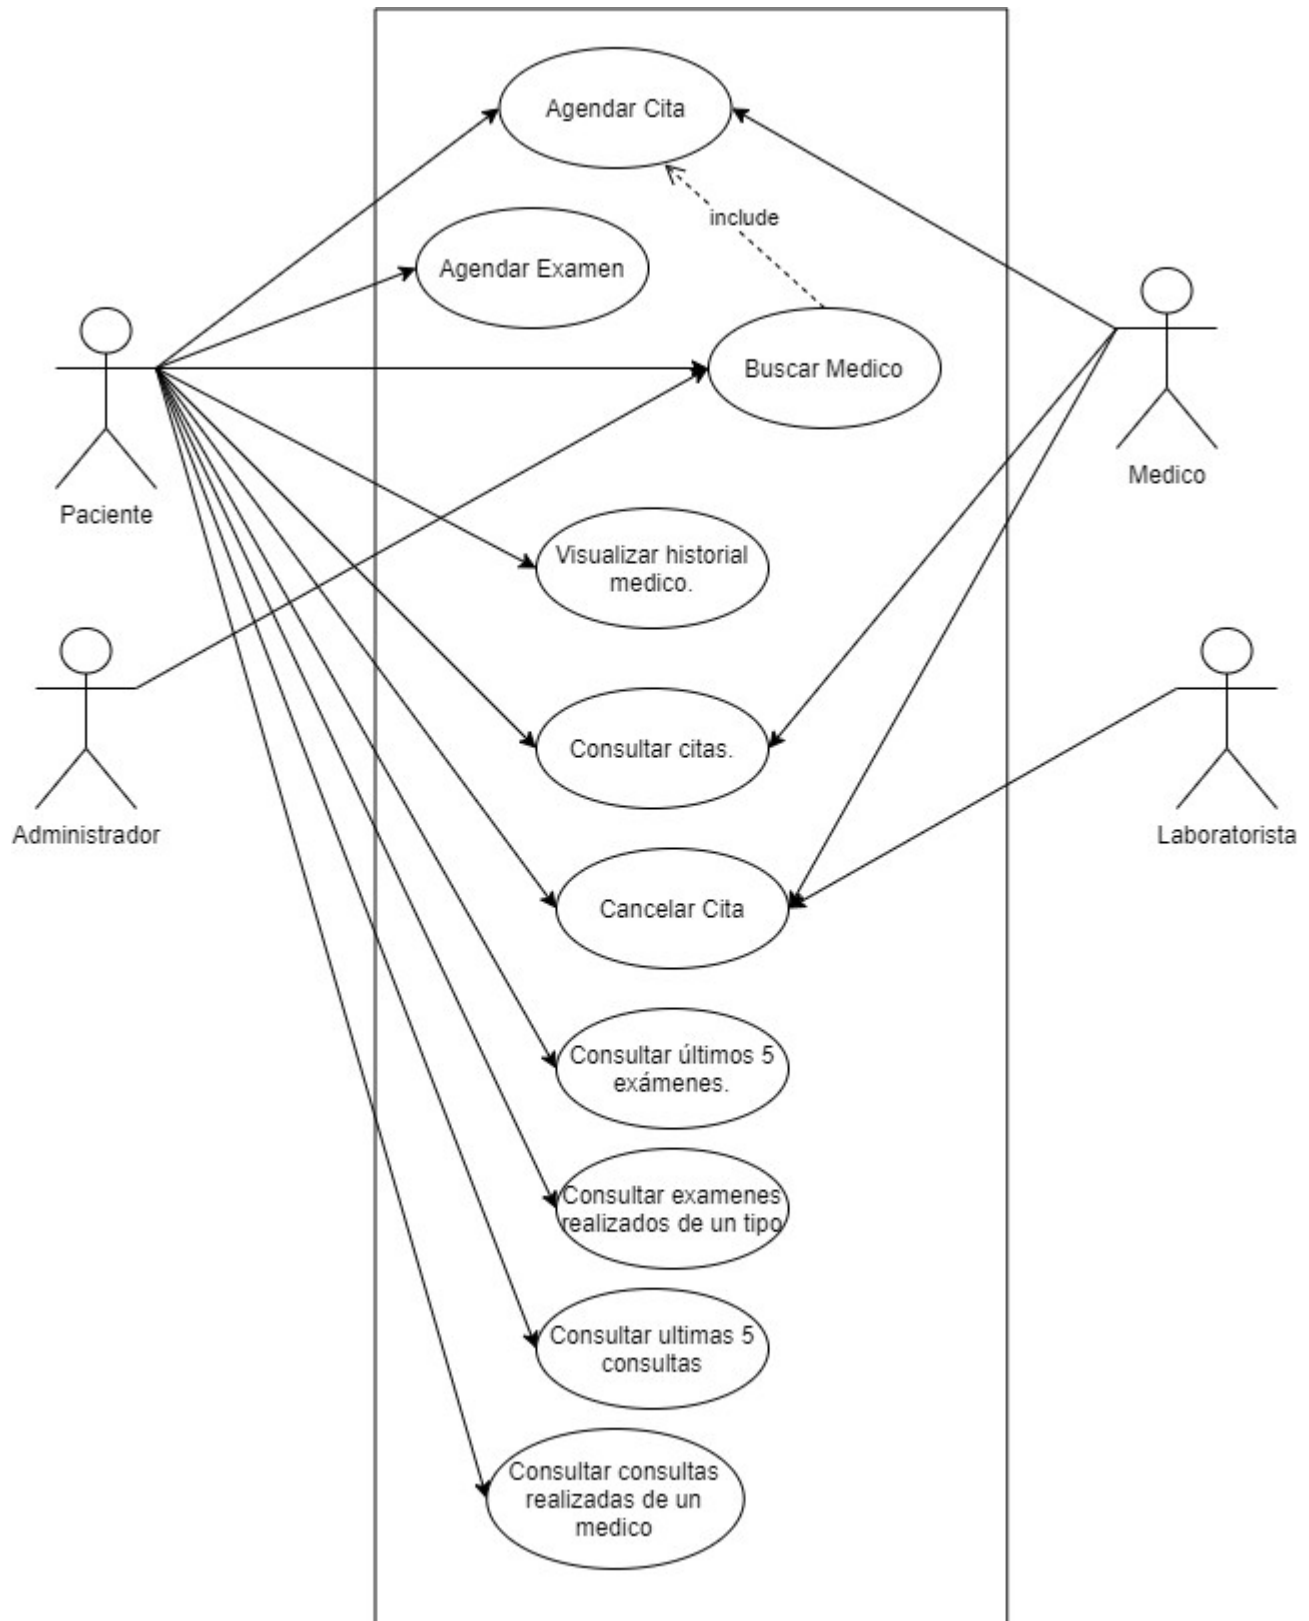 Agendar Cita
include
Agendar Examen
Buscar Medico
Paciente
Medico
Visualizar historial
medico.
Consultar citas.
Administrador
Laboratorista
Cancelar Cita
Consultar últimos 5
exámenes.
Consultar examenes
realizados de un tipo
Consultar ultimas 5
consultas
Consultar consultas
realizadas de un
medico